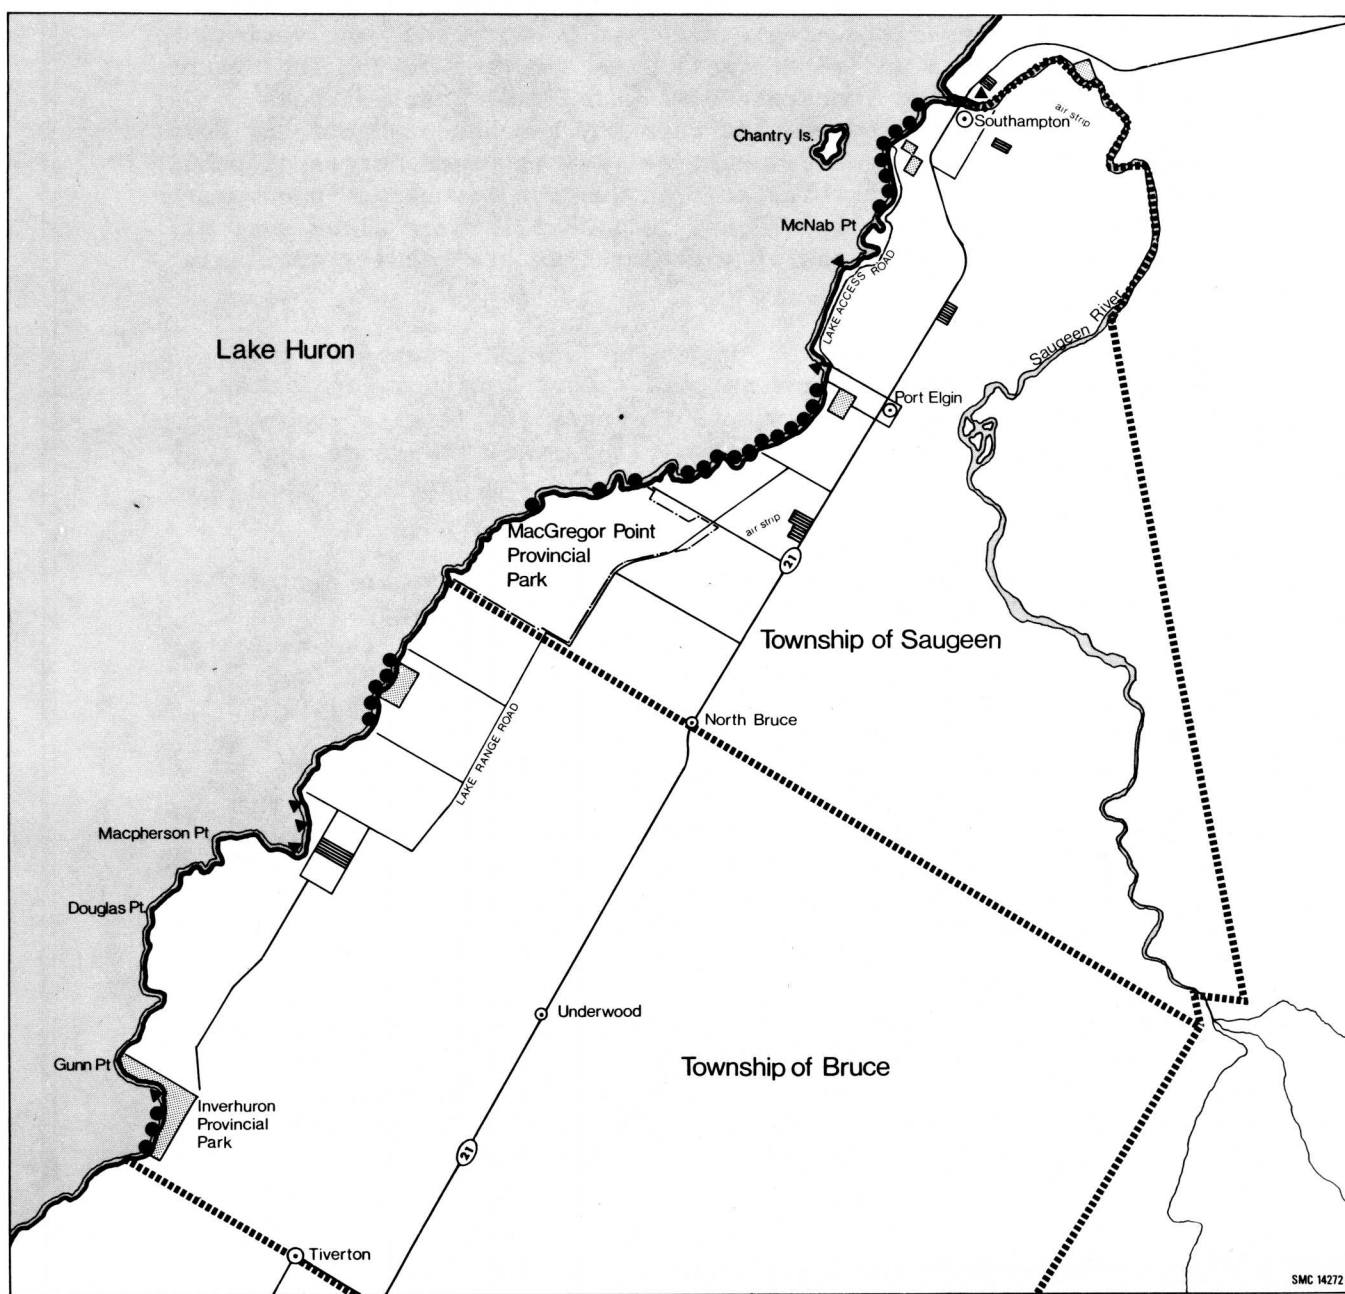 Southampton
air strip
Chantry Is.
McNab Pt
LAKE ACCESS ROAD
Saugeen River
Lake Huron
Port Elgin
MacGregor Point
Provincial
Park
air strip
21
Township of Saugeen
North Bruce
LAKE RANGE ROAD
Macpherson Pt
Douglas Pt.
Underwood
Gunn Pt
Township of Bruce
Inverhuron
Provincial
Park
21
Tiverton
SMC 14272